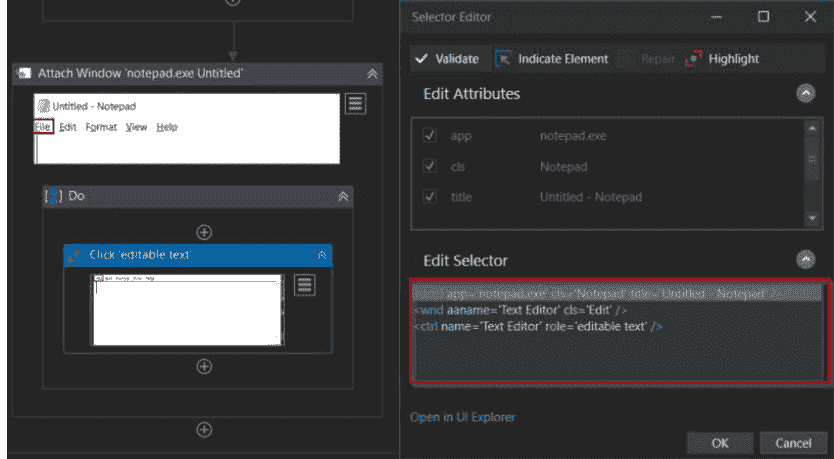 Attach Window 'notepad.exe Untitled'
Untitled - Notepad
File Edit Format View Help
Do
Click 'editable text'
Selector Editor
Validate Indicate Element Repair Highlight
Edit Attributes
app notepad.exe
cls Notepad
title Untitled - Notepad
Edit Selector
app='notepad.exe' cls='Notepad' title='Untitled - Notepad'
<wnd aaname='Text Editor' cls='Edit' />
<ctrl name='Text Editor' role='editable text' />
Open in UI Explorer
OK Cancel